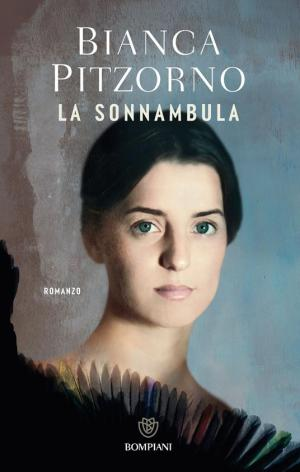 BIANCA
PITZORNO
LA SONNAMBULA
ROMANZO
BOMPIANI